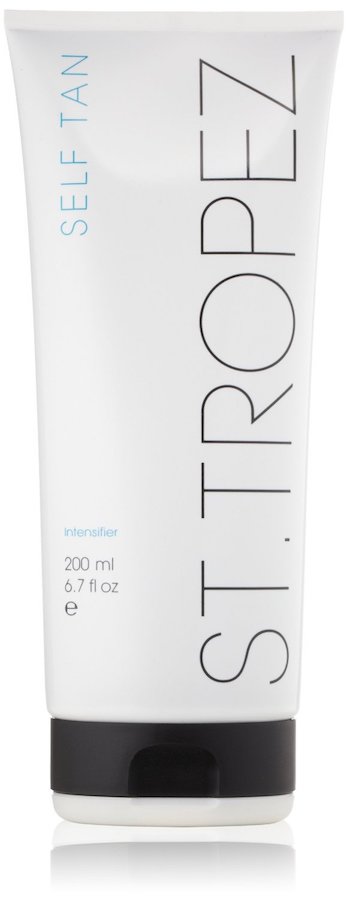 SELF TAN
ST.TROPEZ
Intensifier
200 ml
6.7 fl oz
e